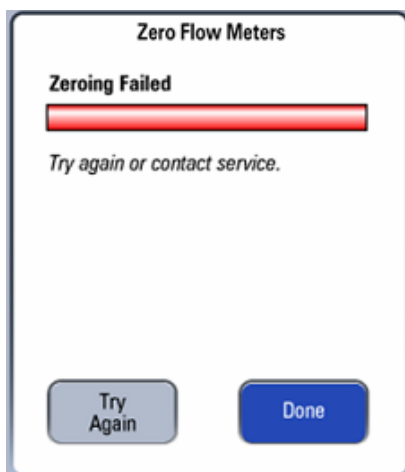 Zero Flow Meters
Zeroing Failed
Try again or contact service.
Try
Again
Done